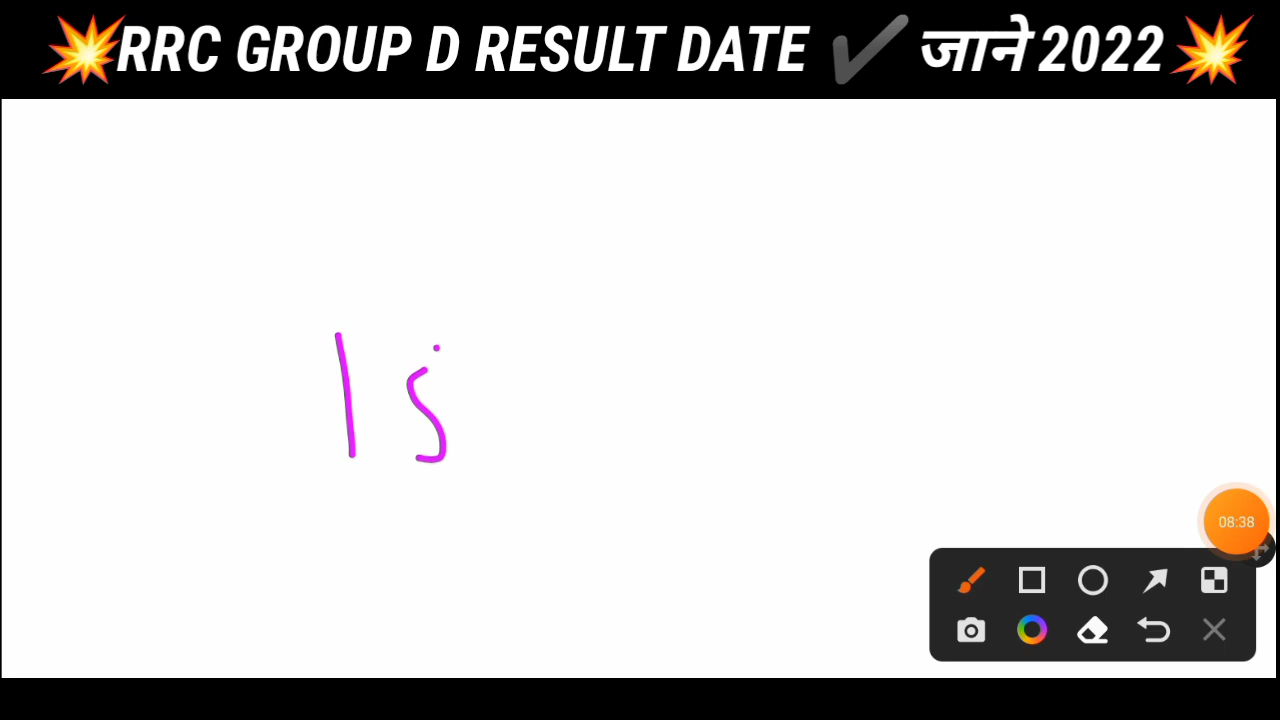 💥RRC GROUP D RESULT DATE ✔ जाने 2022💥
15
08:38